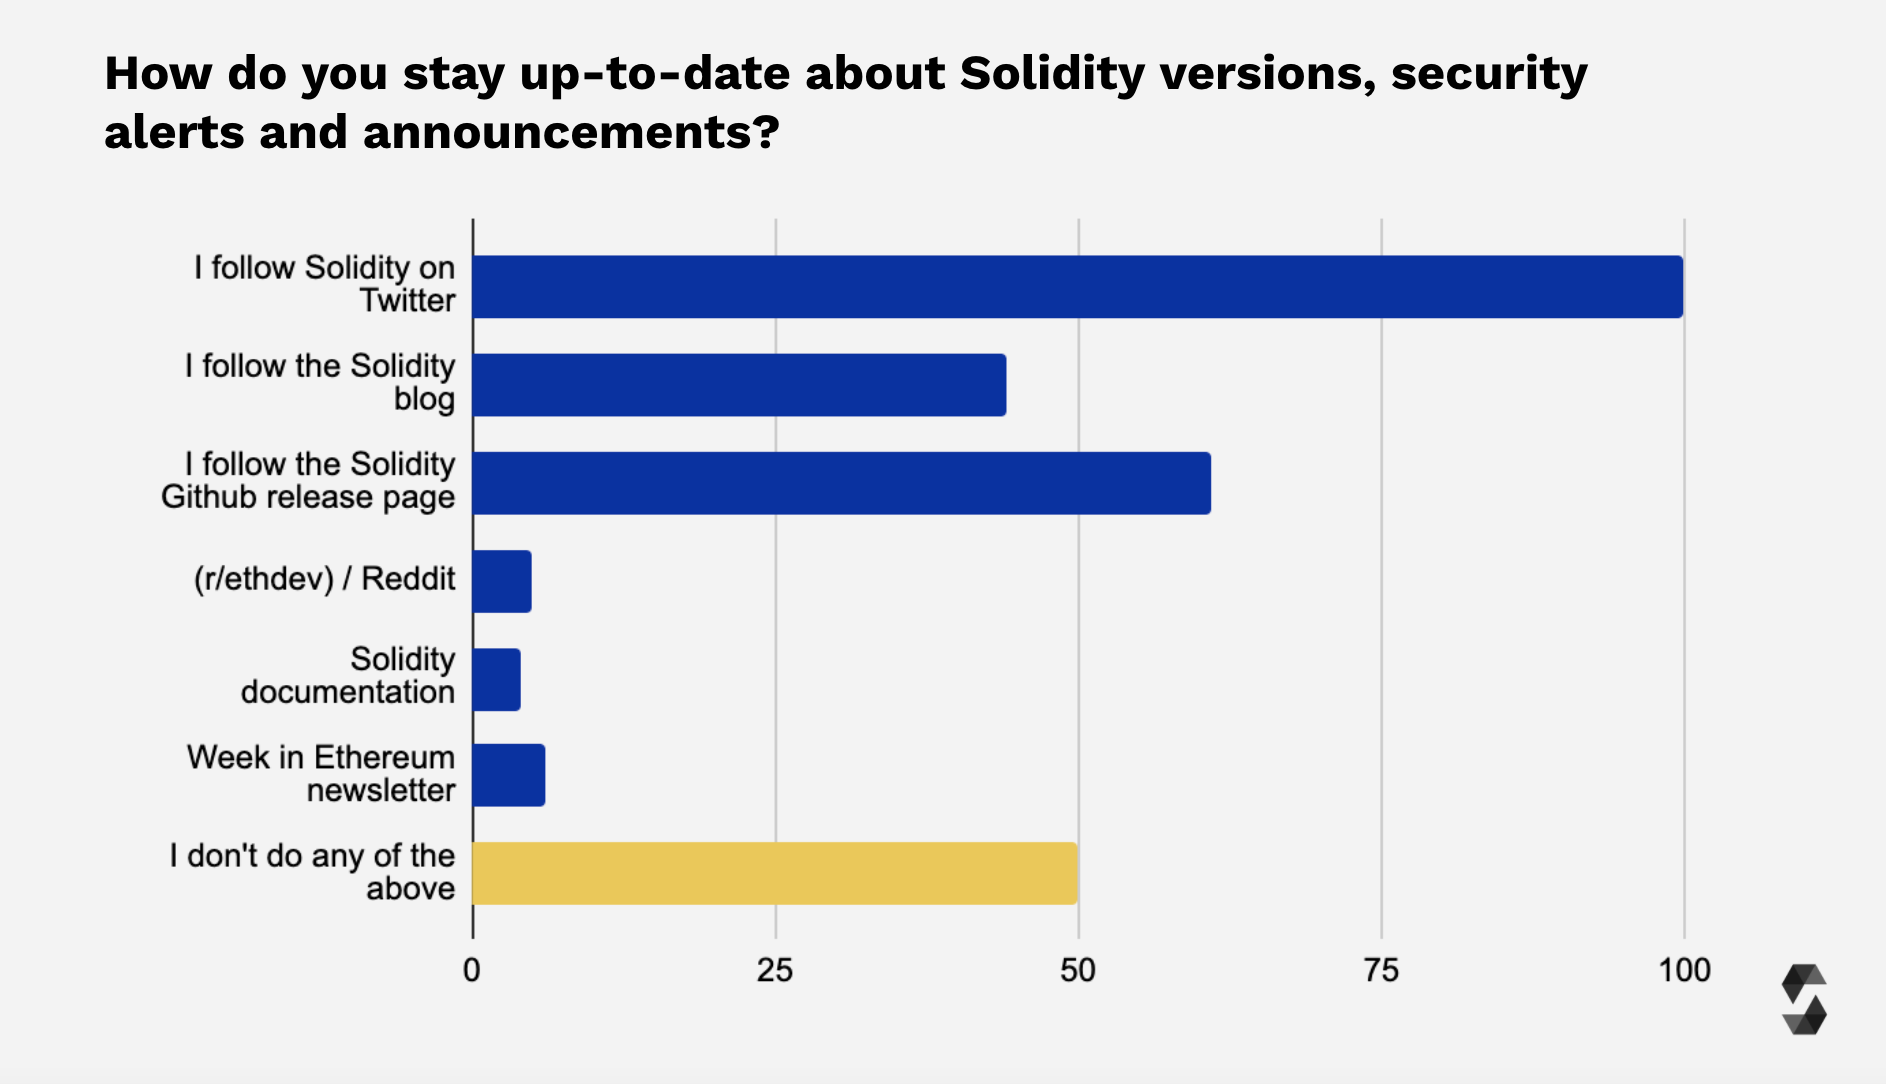 How do you stay up-to-date about Solidity versions, security
alerts and announcements?
I follow Solidity on
Twitter
I follow the Solidity
blog
I follow the Solidity
Github release page
(r/ethdev) / Reddit
Solidity
documentation
Week in Ethereum
newsletter
I don't do any of the
above
0 25 50 75 100